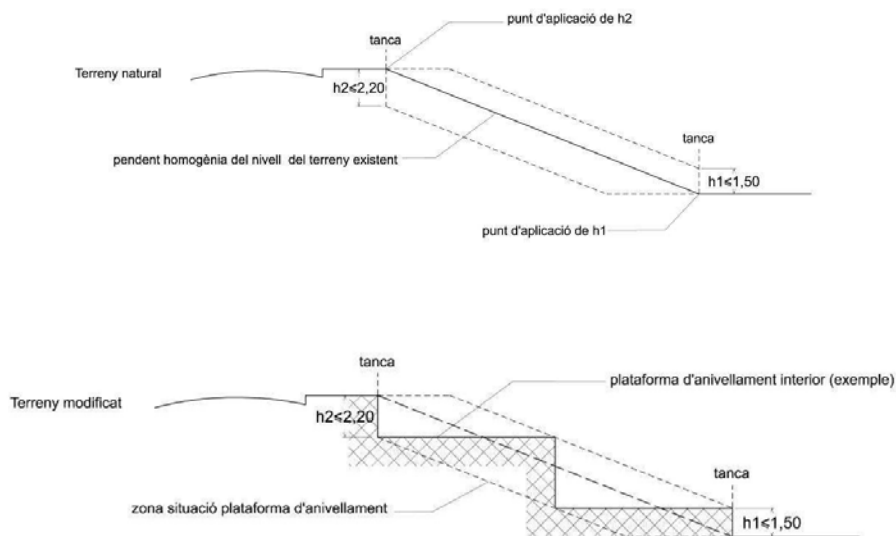 punt d'aplicació de h2
tanca
Terreny natural
h2≤2,20
tanca
pendent homogènia del nivell del terreny existent
h1≤1,50
punt d'aplicació de h1
tanca
plataforma d'anivellament interior (exemple)
Terreny modificat
h2≤2,20
tanca
zona situació plataforma d'anivellament
h1≤1,50